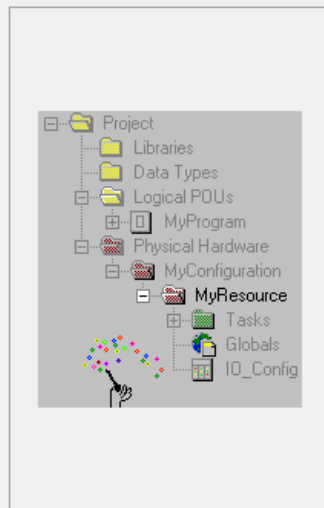 Project
Libraries
Data Types
Logical POUs
MyProgram
Physical Hardware
MyConfiguration
MyResource
Tasks
Globals
IO_Config